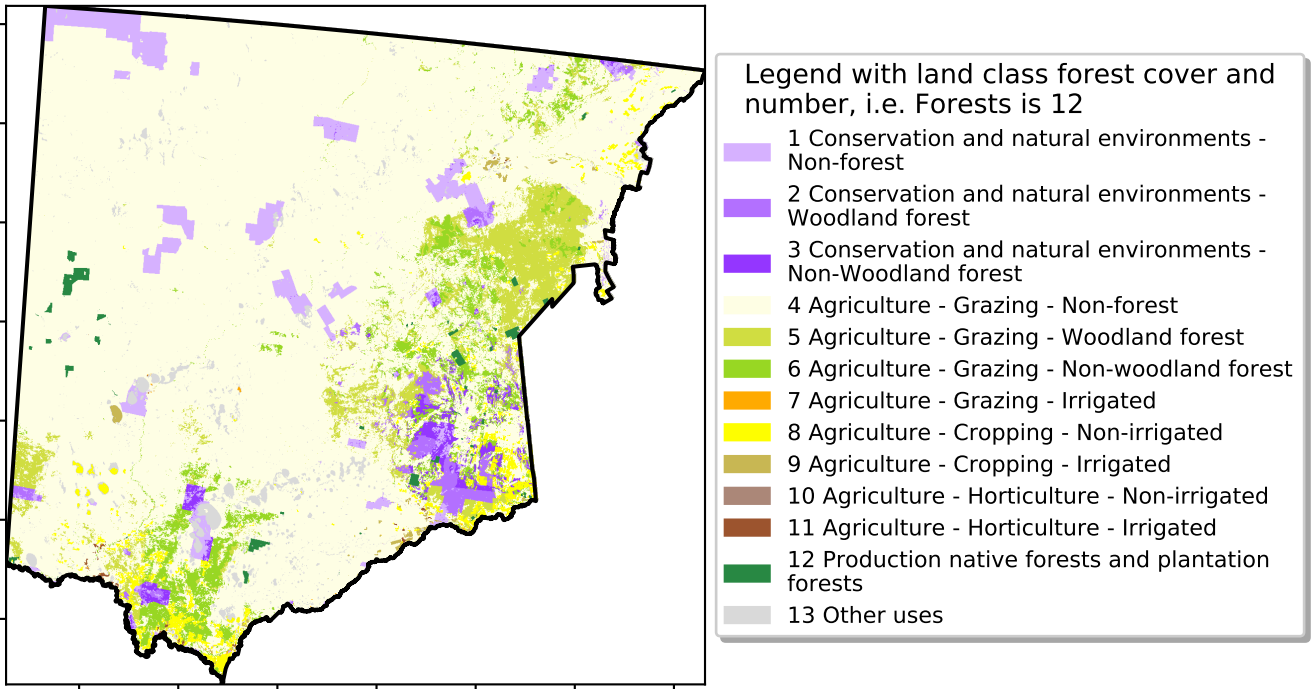 Legend with land class forest cover and
number, i.e. Forests is 12
1 Conservation and natural environments -
Non-forest
2 Conservation and natural environments -
Woodland forest
3 Conservation and natural environments -
Non-Woodland forest
4 Agriculture - Grazing - Non-forest
5 Agriculture - Grazing - Woodland forest
6 Agriculture - Grazing - Non-woodland forest
7 Agriculture - Grazing - Irrigated
8 Agriculture - Cropping - Non-irrigated
9 Agriculture - Cropping - Irrigated
10 Agriculture - Horticulture - Non-irrigated
11 Agriculture - Horticulture - Irrigated
12 Production native forests and plantation
forests
13 Other uses